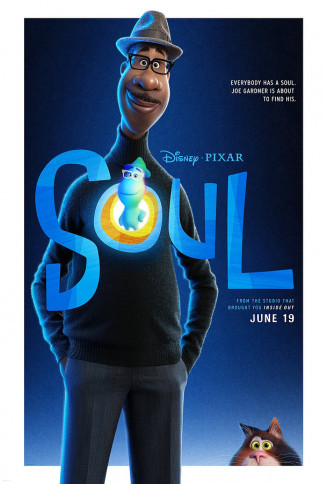 EVERYBODY HAS A SOUL.
JOE GARDNER IS ABOUT
TO FIND HIS.
DISNEY • PIXAR
SOUL
FROM THE STUDIO THAT
BROUGHT YOU INSIDE OUT
JUNE 19